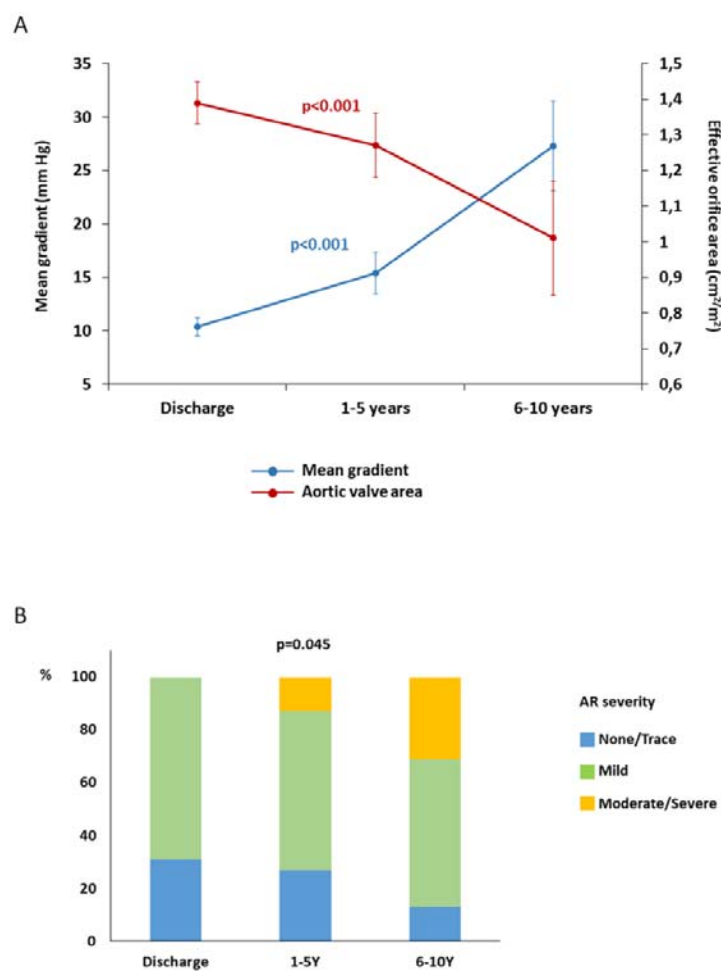 A
35
30
25
20
15
10
5
Mean gradient (mm Hg)
p<0.001
p<0.001
1,5
1,4
1,3
1,2
1,1
1
0,9
0,8
0,7
0,6
Effective orifice area (cm²/m²)
Discharge 1-5 years 6-10 years
Mean gradient
Aortic valve area
B
p=0.045
%
100
80
60
40
20
0
Discharge 1-5Y 6-10Y
AR severity
None/Trace
Mild
Moderate/Severe